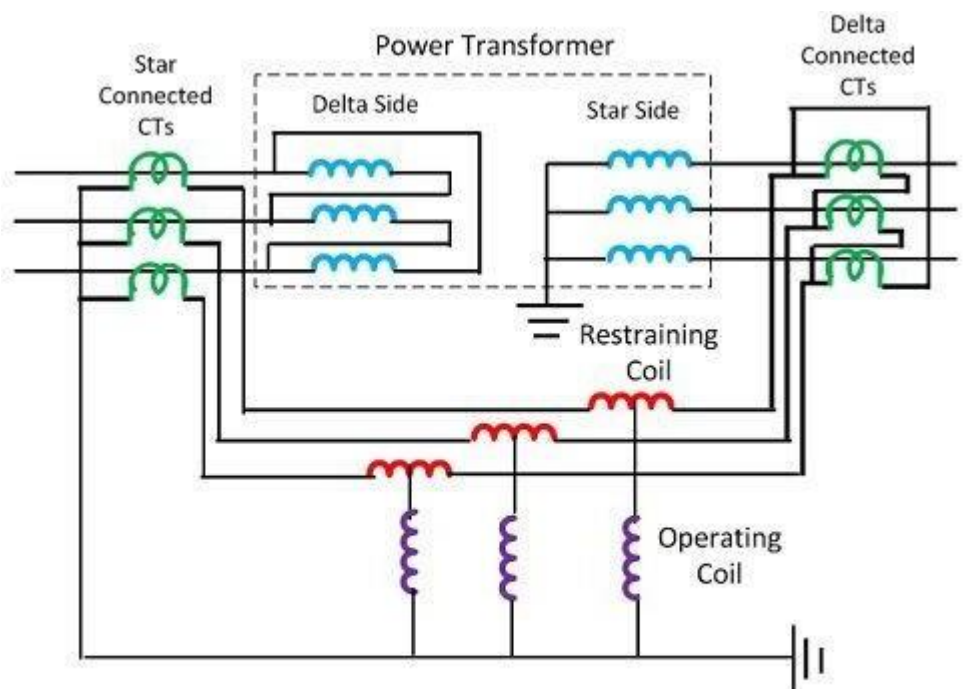 Power Transformer
Star
Connected
CTs
Delta
Connected
CTs
Delta Side
Star Side
Restraining
Coil
Operating
Coil